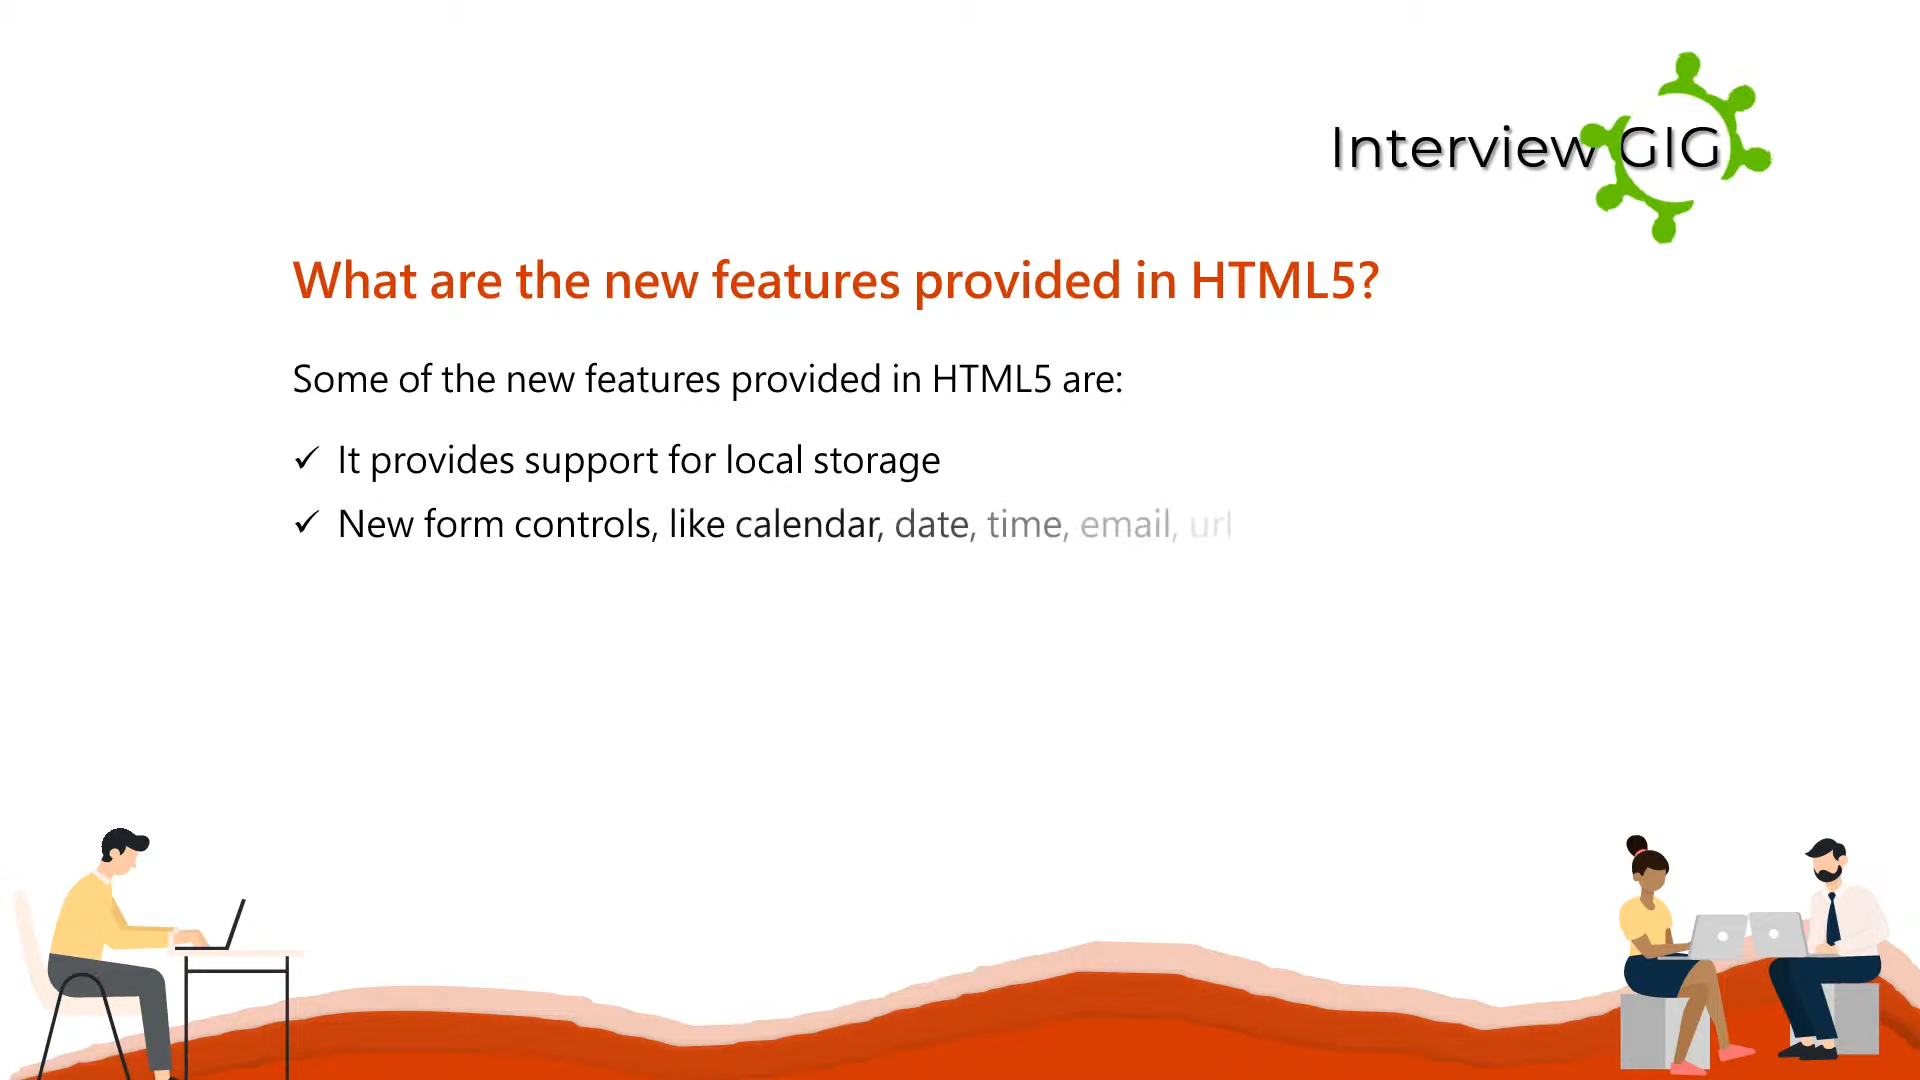 Interview GIG
What are the new features provided in HTML5?
Some of the new features provided in HTML5 are:
✓ It provides support for local storage
✓ New form controls, like calendar, date, time, email, url